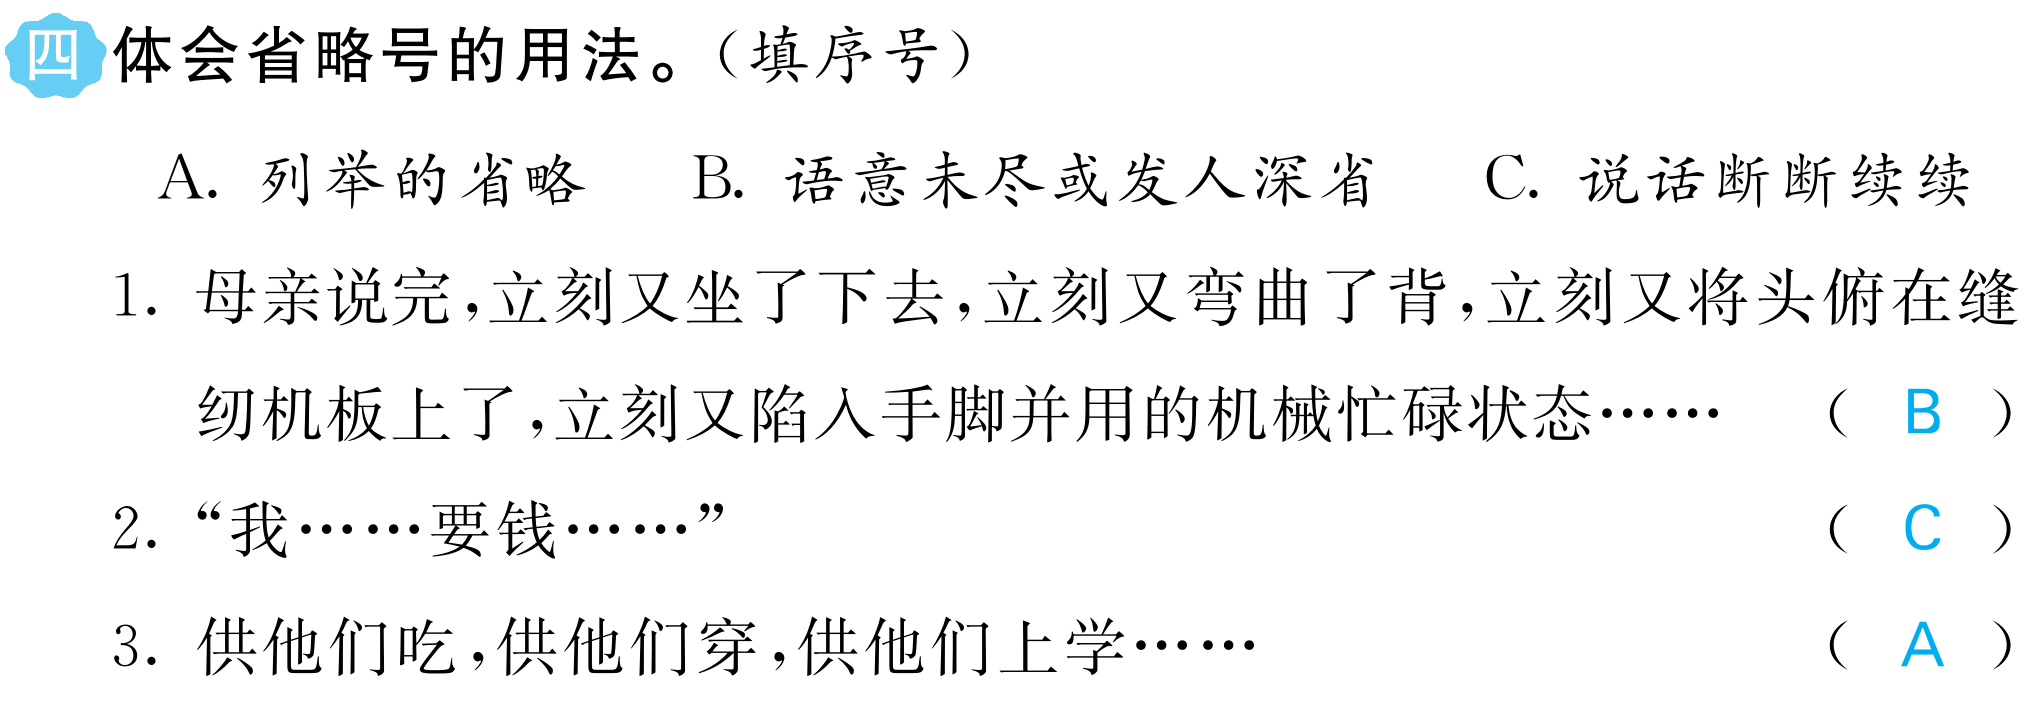 四 体会省略号的用法。（填序号）
A. 列举的省略 B. 语意未尽或发人深省 C. 说话断断续续
1. 母亲说完,立刻又坐了下去,立刻又弯曲了背,立刻又将头俯在缝
纫机板上了,立刻又陷入手脚并用的机械忙碌状态…… （ B ）
2. “我……要钱……” （ C ）
3. 供他们吃,供他们穿,供他们上学…… （ A ）